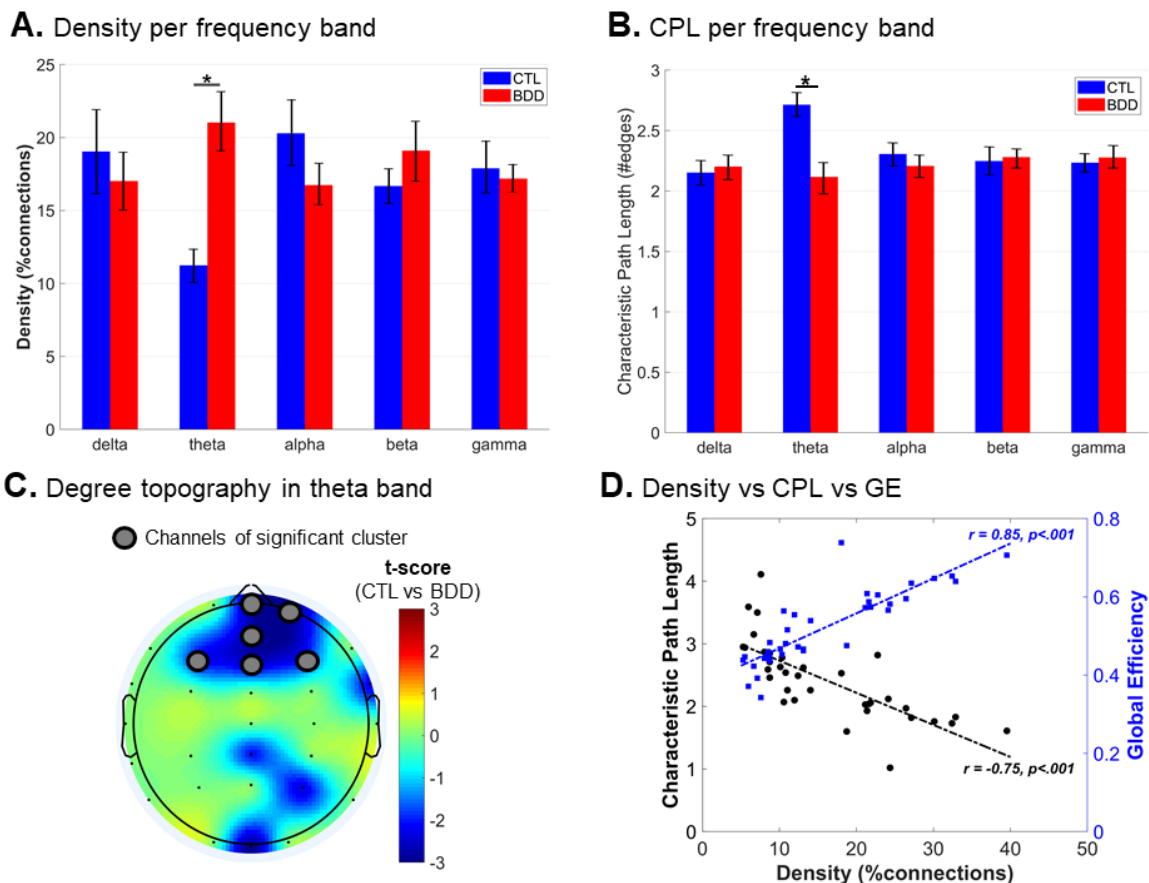 A. Density per frequency band
25
20
15
10
5
0
Density (%connections)
CTL
BDD
*
delta theta alpha beta gamma
B. CPL per frequency band
3
2.5
2
1.5
1
0.5
0
Characteristic Path Length (#edges)
CTL
BDD
*
delta theta alpha beta gamma
C. Degree topography in theta band
Channels of significant cluster
t-score
(CTL vs BDD)
3
2
1
0
-1
-2
-3
D. Density vs CPL vs GE
5
4
3
2
1
0
Characteristic Path Length
r = 0.85, p<.001
r = -0.75, p<.001
0.8
0.6
0.4
0.2
0
Global Efficiency
0 10 20 30 40 50
Density (%connections)